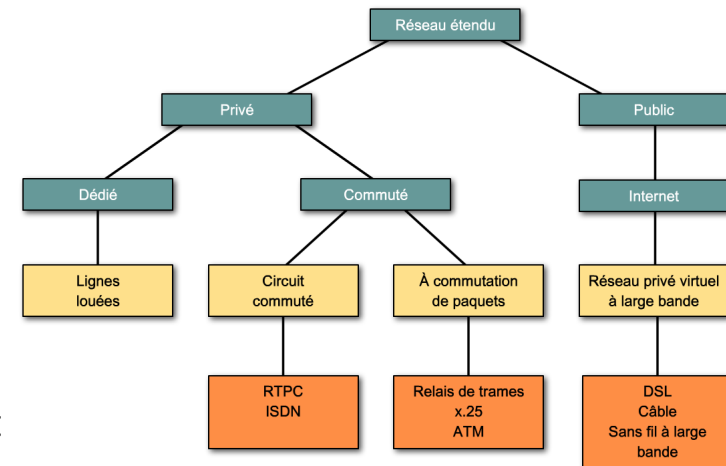 Réseau étendu
Privé
Public
Dédié
Commuté
Internet
Lignes
louées
Circuit
commuté
À commutation
de paquets
Réseau privé virtuel
à large bande
RTPC
ISDN
Relais de trames
x.25
ATM
DSL
Câble
Sans fil à large
bande